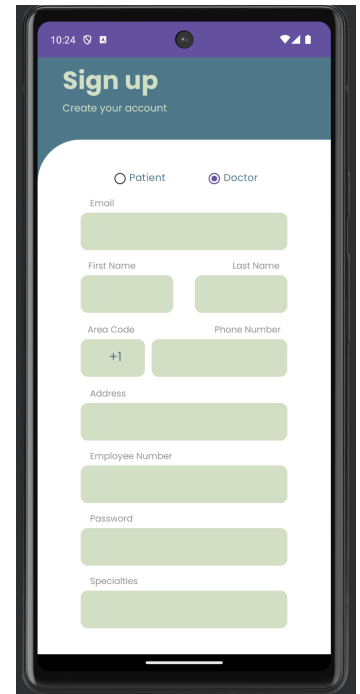 10:24
Sign up
Create your account
Patient Doctor
Email
First Name Last Name
Area Code Phone Number
+1
Address
Employee Number
Password
Specialties